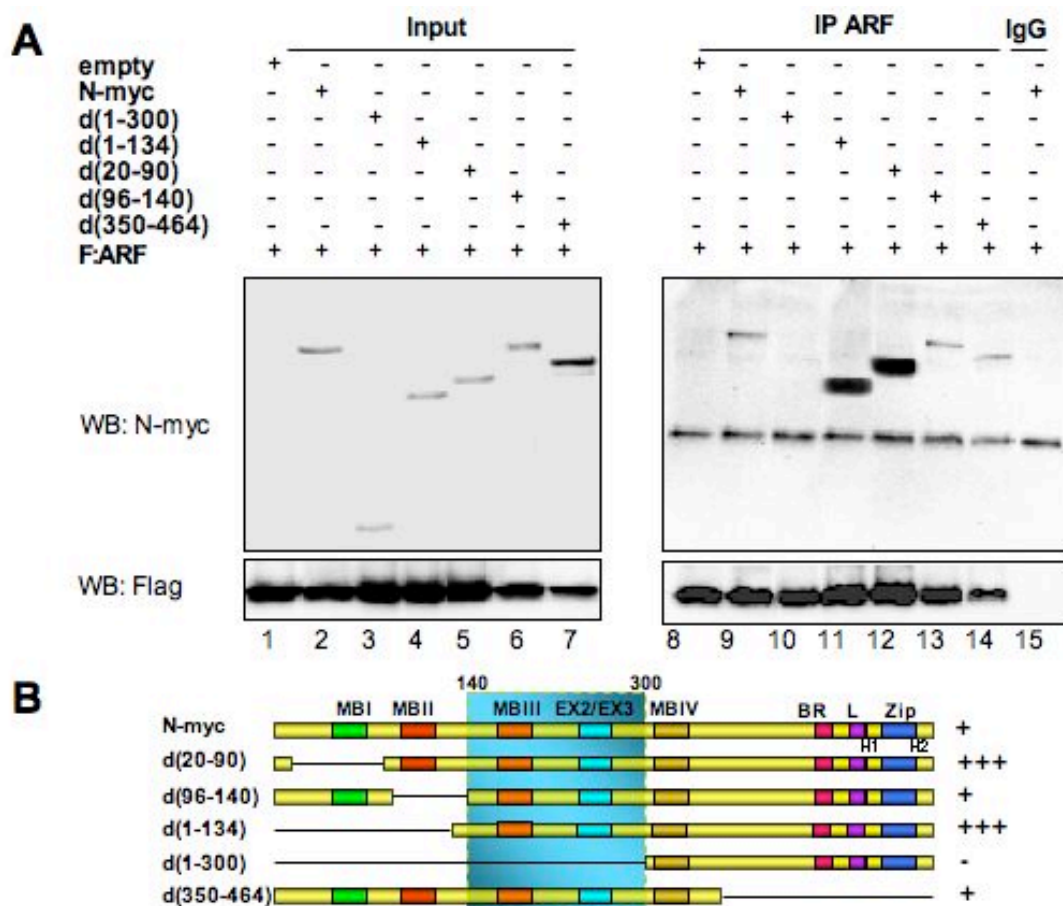 A
Input
IP ARF
IgG
empty + - - - - - - + - - - - - - -
N-myc - + - - - - - - + - - - - - +
d(1-300) - - + - - - - - - + - - - - -
d(1-134) - - - + - - - - - - + - - - -
d(20-90) - - - - + - - - - - - + - - -
d(96-140) - - - - - + - - - - - - + - -
d(350-464) - - - - - - + - - - - - - + -
F:ARF + + + + + + + + + + + + + + +
WB: N-myc
WB: Flag
1 2 3 4 5 6 7 8 9 10 11 12 13 14 15
B
140 300
MBI MBII MBIII EX2/EX3 MBIV BR L Zip
N-myc +
H1 H2
d(20-90) +++
d(96-140) +
d(1-134) +++
d(1-300) -
d(350-464) +